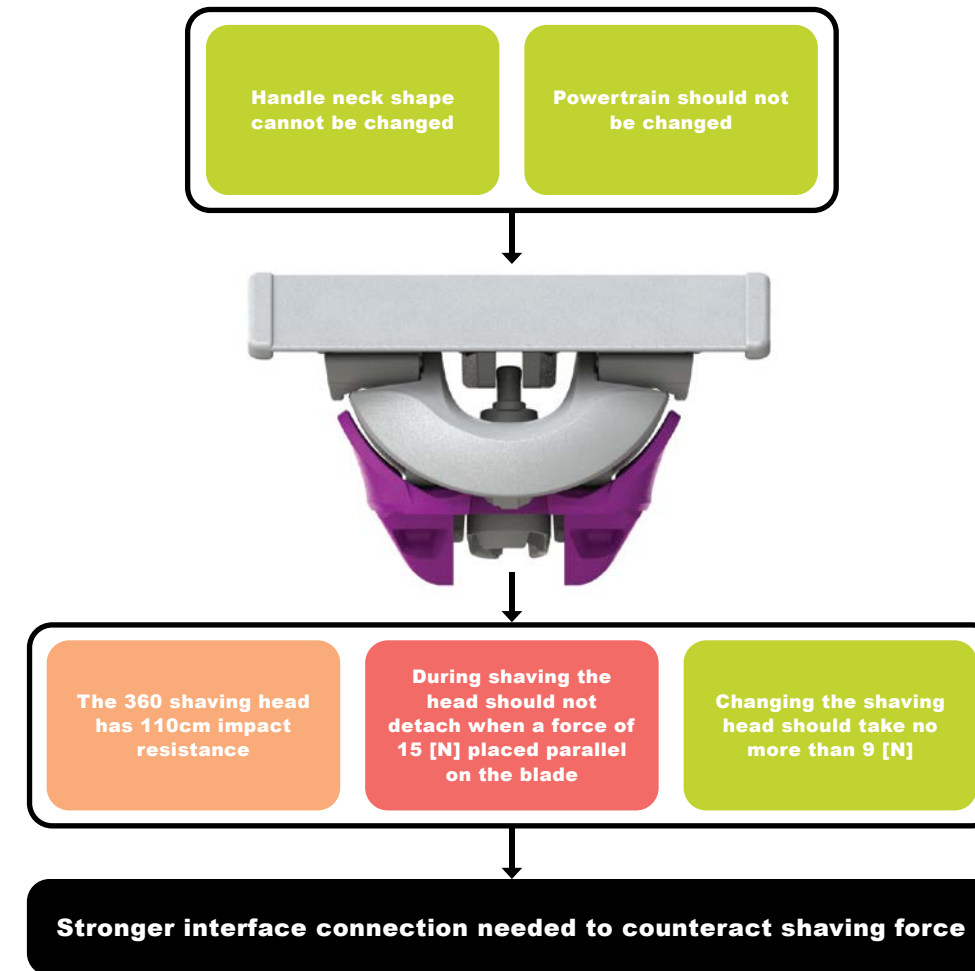 Handle neck shape
cannot be changed
Powertrain should not
be changed
The 360 shaving head
has 110cm impact
resistance
During shaving the
head should not
detach when a force of
15 [N] placed parallel
on the blade
Changing the shaving
head should take no
more than 9 [N]
Stronger interface connection needed to counteract shaving force